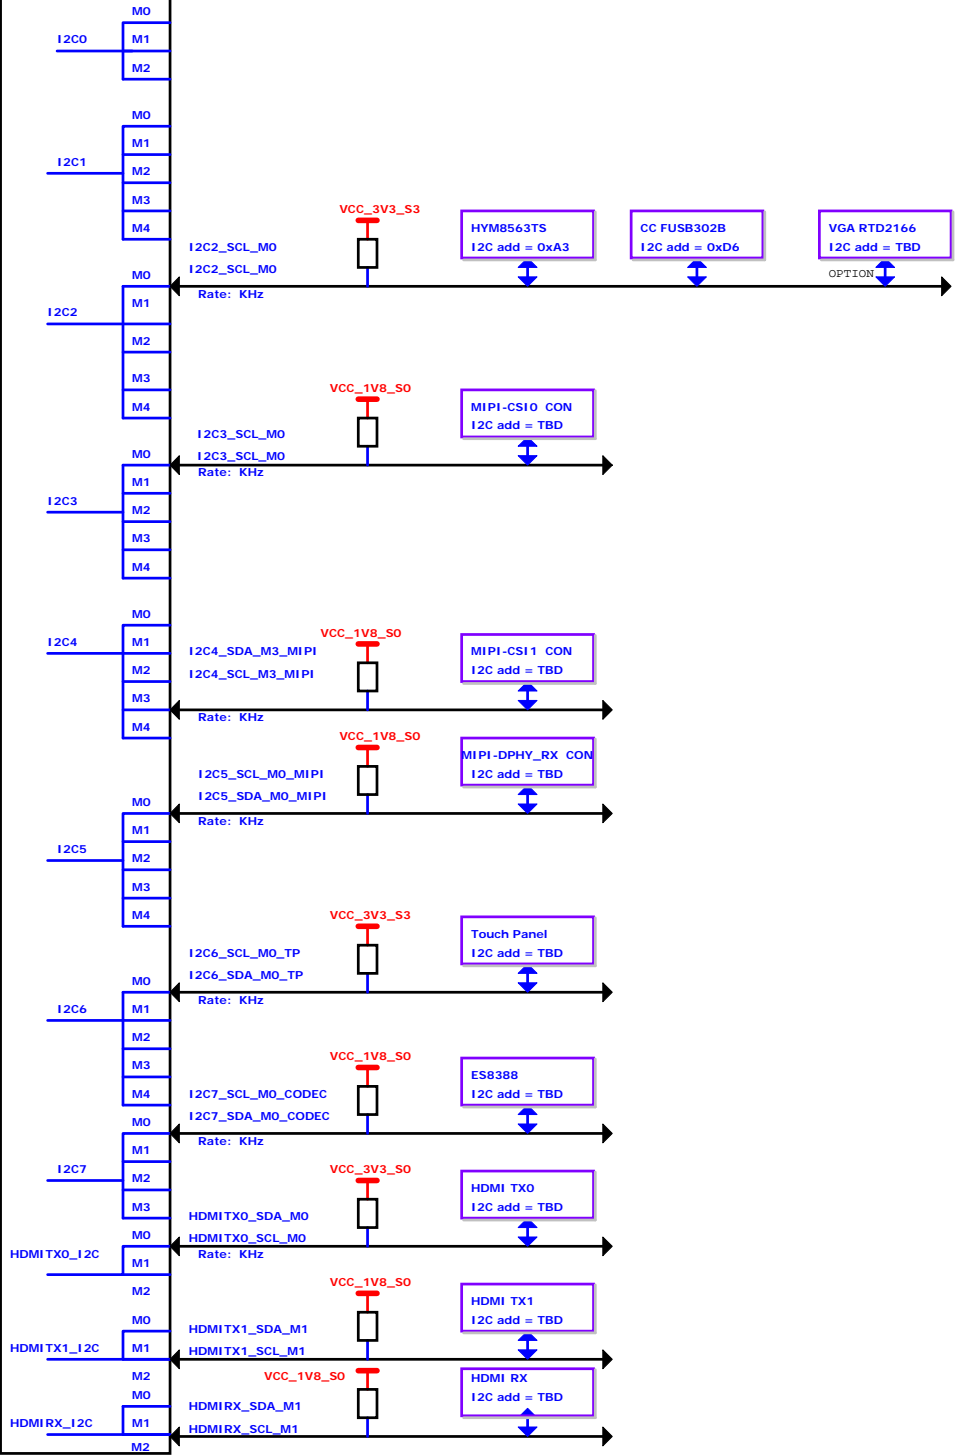 M0
I2C0
M1
M2
M0
M1
I2C1
M2
M3
M4
VCC_3V3_S3
HYM8563TS
I2C add = 0xA3
CC FUSB302B
I2C add = 0xD6
VGA RTD2166
I2C add = TBD
OPTION
I2C2_SCL_M0
I2C2_SCL_M0
Rate: KHz
M0
M1
I2C2
M2
M3
M4
VCC_1V8_S0
MIPI-CSI0 CON
I2C add = TBD
I2C3_SCL_M0
I2C3_SCL_M0
Rate: KHz
M0
M1
I2C3
M2
M3
M4
M0
I2C4
M1
M2
M3
M4
VCC_1V8_S0
I2C4_SDA_M3_MIPI
I2C4_SCL_M3_MIPI
Rate: KHz
MIPI-CSI1 CON
I2C add = TBD
VCC_1V8_S0
MIPI-DPHY_RX CON
I2C add = TBD
I2C5_SCL_M0_MIPI
I2C5_SDA_M0_MIPI
Rate: KHz
M0
M1
I2C5
M2
M3
M4
VCC_3V3_S3
Touch Panel
I2C add = TBD
I2C6_SCL_M0_TP
I2C6_SDA_M0_TP
Rate: KHz
M0
I2C6
M1
M2
M3
M4
VCC_1V8_S0
ES8388
I2C add = TBD
I2C7_SCL_M0_CODEC
I2C7_SDA_M0_CODEC
Rate: KHz
M0
M1
I2C7
M2
M3
VCC_3V3_S0
HDMI TX0
I2C add = TBD
HDMITX0_SDA_M0
HDMITX0_SCL_M0
Rate: KHz
M0
HDMITX0_I2C
M1
M2
VCC_1V8_S0
HDMI TX1
I2C add = TBD
HDMITX1_SDA_M1
HDMITX1_SCL_M1
M0
HDMITX1_I2C
M1
M2
VCC_1V8_S0
HDMI RX
I2C add = TBD
HDMIRX_SDA_M1
HDMIRX_SCL_M1
M0
HDMIRX_I2C
M1
M2